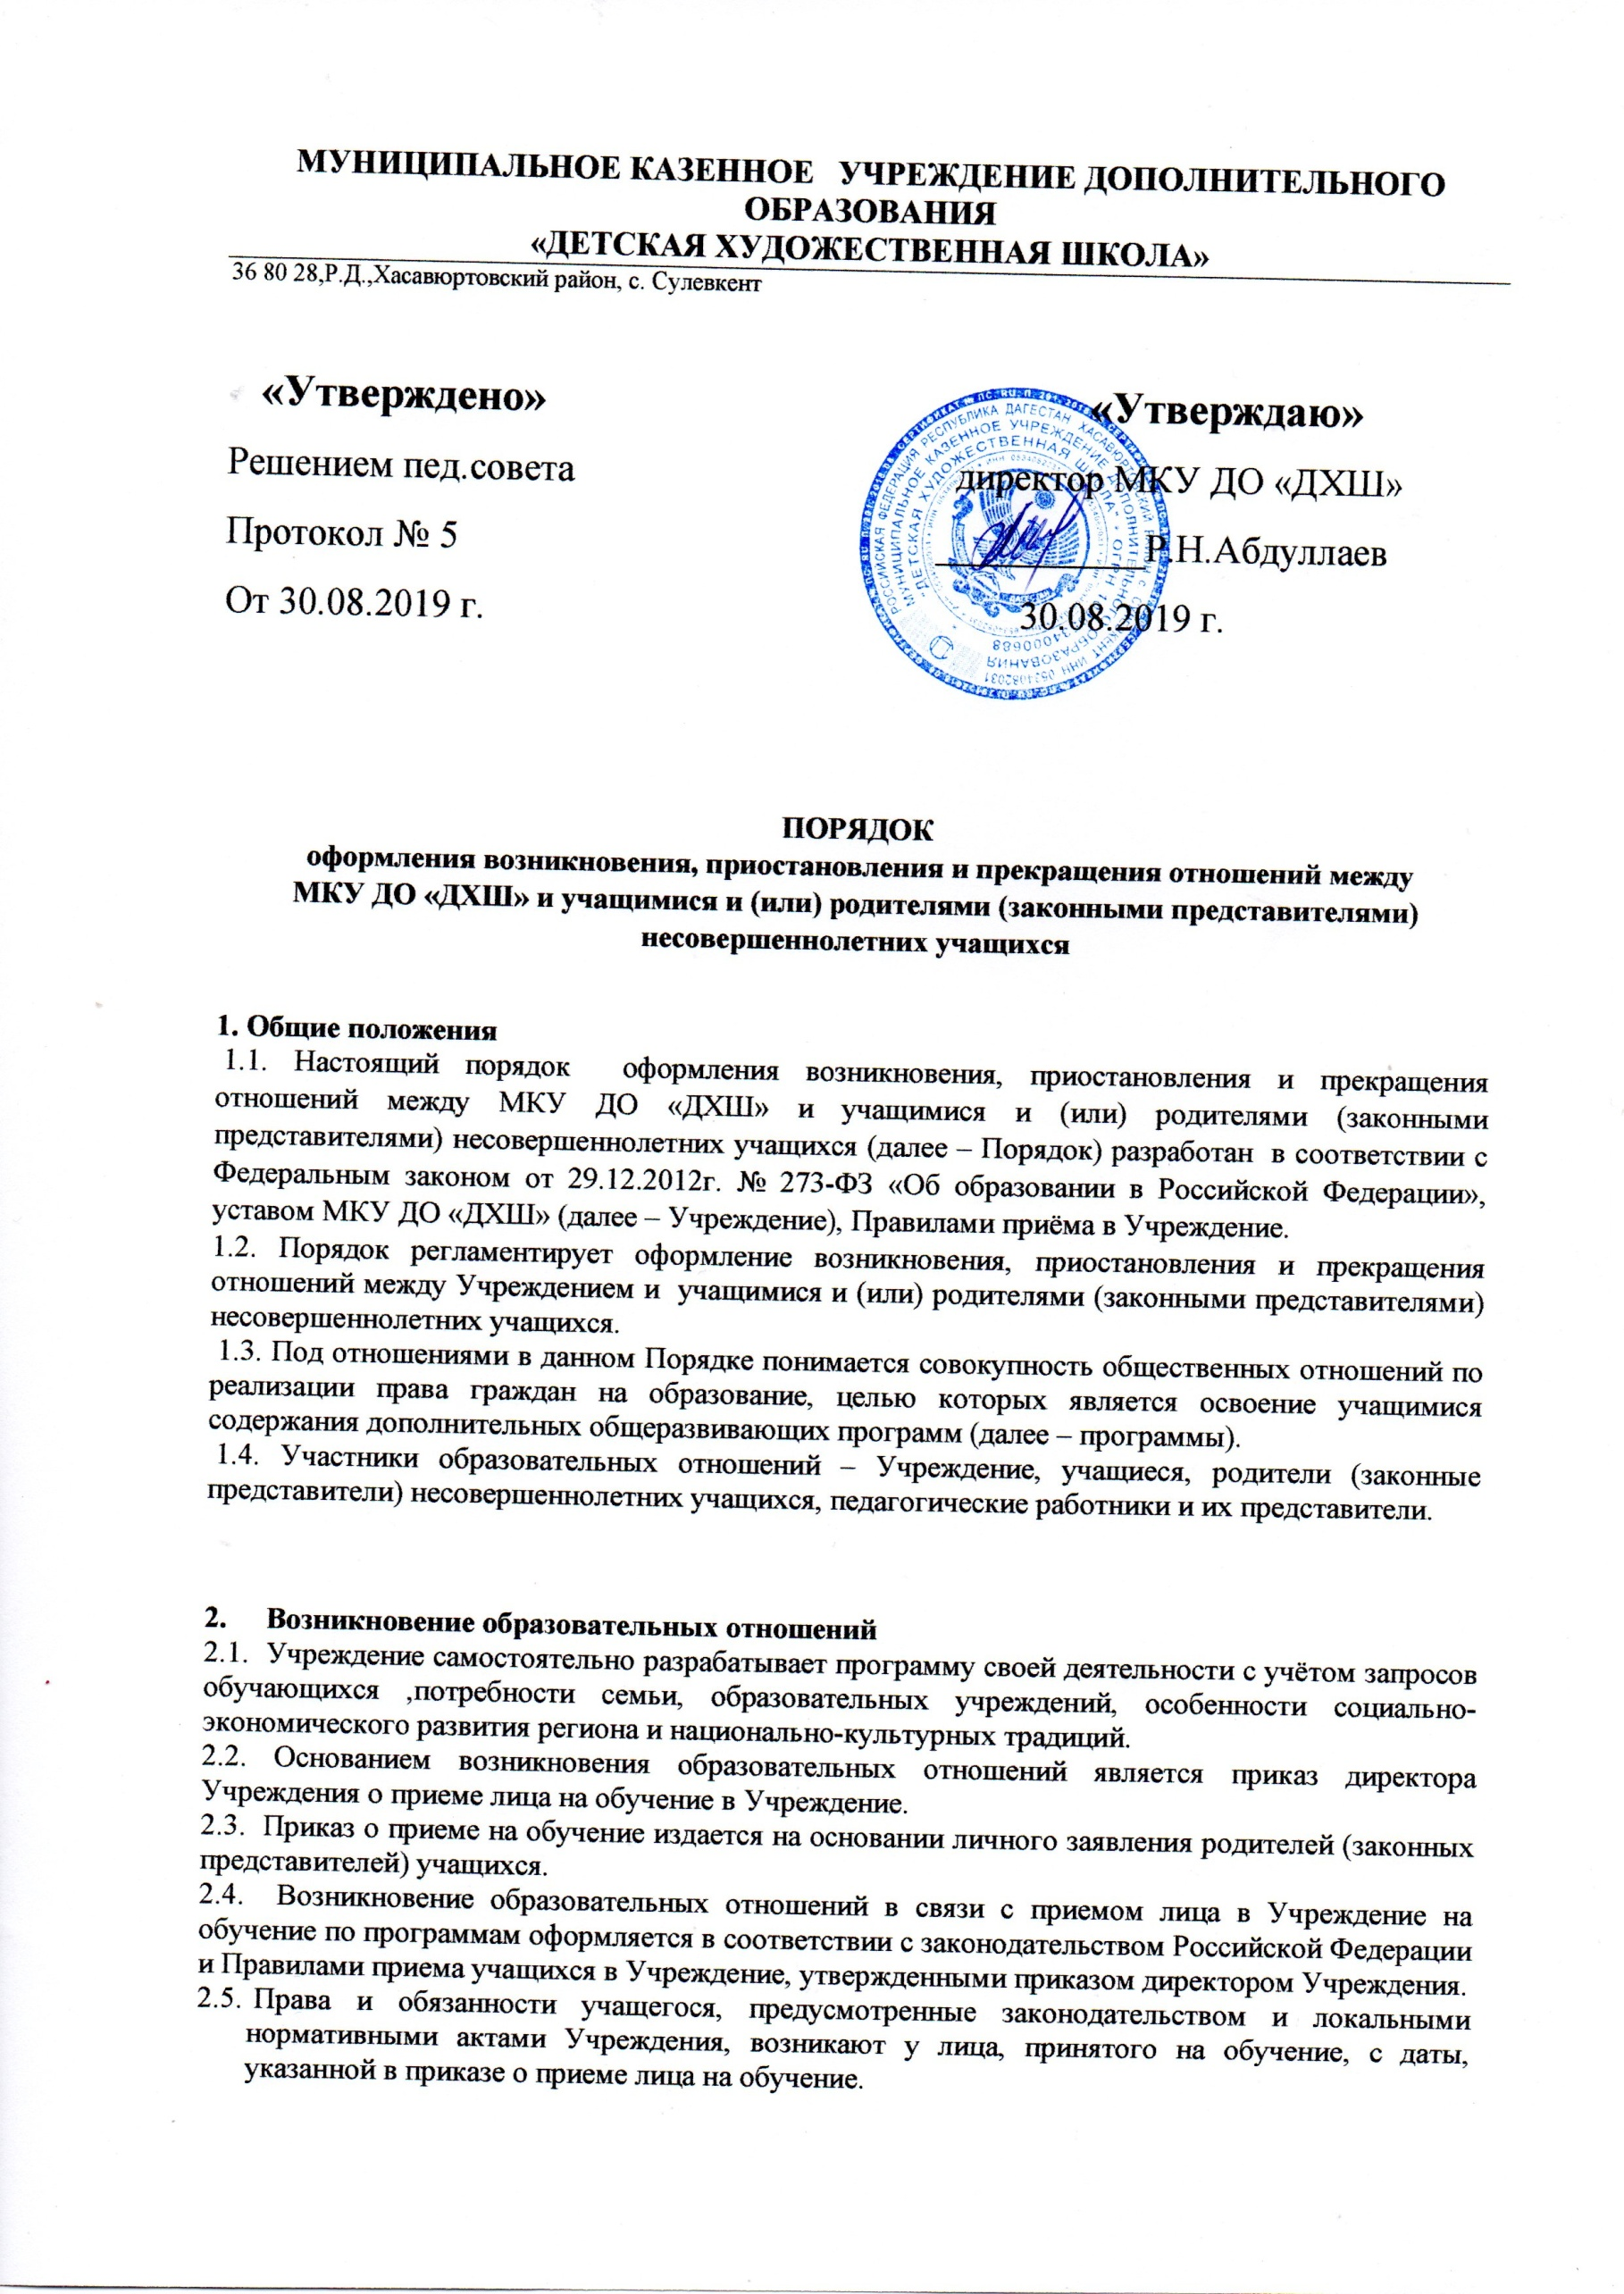 МУНИЦИПАЛЬНОЕ КАЗЕННОЕ УЧРЕЖДЕНИЕ ДОПОЛНИТЕЛЬНОГО
ОБРАЗОВАНИЯ
«ДЕТСКАЯ ХУДОЖЕСТВЕННАЯ ШКОЛА»
36 80 28,Р.Д.,Хасавюртовский район, с. Сулевкент
«Утверждено»
Решением пед.совета
Протокол № 5
От 30.08.2019 г.
«Утверждаю»
директор МКУ ДО «ДХШ»
Р.Н.Абдуллаев
30.08.2019 г.
РОССИЙСКАЯ ФЕДЕРАЦИЯ РЕСПУБЛИКА ДАГЕСТАН
МУНИЦИПАЛЬНОЕ КАЗЕННОЕ УЧРЕЖДЕНИЕ ДОПОЛНИТЕЛЬНОГО ОБРАЗОВАНИЯ
"ДЕТСКАЯ ХУДОЖЕСТВЕННАЯ ШКОЛА" ОГРН
ПОРЯДОК
оформления возникновения, приостановления и прекращения отношений между
МКУ ДО «ДХШ» и учащимися и (или) родителями (законными представителями)
несовершеннолетних учащихся
1. Общие положения
1.1. Настоящий порядок оформления возникновения, приостановления и прекращения
отношений между МКУ ДО «ДХШ» и учащимися и (или) родителями (законными
представителями) несовершеннолетних учащихся (далее – Порядок) разработан в соответствии с
Федеральным законом от 29.12.2012г. № 273-ФЗ «Об образовании в Российской Федерации»,
уставом МКУ ДО «ДХШ» (далее – Учреждение), Правилами приёма в Учреждение.
1.2. Порядок регламентирует оформление возникновения, приостановления и прекращения
отношений между Учреждением и учащимися и (или) родителями (законными представителями)
несовершеннолетних учащихся.
1.3. Под отношениями в данном Порядке понимается совокупность общественных отношений по
реализации права граждан на образование, целью которых является освоение учащимися
содержания дополнительных общеразвивающих программ (далее – программы).
1.4. Участники образовательных отношений – Учреждение, учащиеся, родители (законные
представители) несовершеннолетних учащихся, педагогические работники и их представители.
2. Возникновение образовательных отношений
2.1. Учреждение самостоятельно разрабатывает программу своей деятельности с учётом запросов
обучающихся ,потребности семьи, образовательных учреждений, особенности социально-
экономического развития региона и национально-культурных традиций.
2.2. Основанием возникновения образовательных отношений является приказ директора
Учреждения о приеме лица на обучение в Учреждение.
2.3. Приказ о приеме на обучение издается на основании личного заявления родителей (законных
представителей) учащихся.
2.4. Возникновение образовательных отношений в связи с приемом лица в Учреждение на
обучение по программам оформляется в соответствии с законодательством Российской Федерации
и Правилами приема учащихся в Учреждение, утвержденными приказом директором Учреждения.
2.5. Права и обязанности учащегося, предусмотренные законодательством и локальными
нормативными актами Учреждения, возникают у лица, принятого на обучение, с даты,
указанной в приказе о приеме лица на обучение.